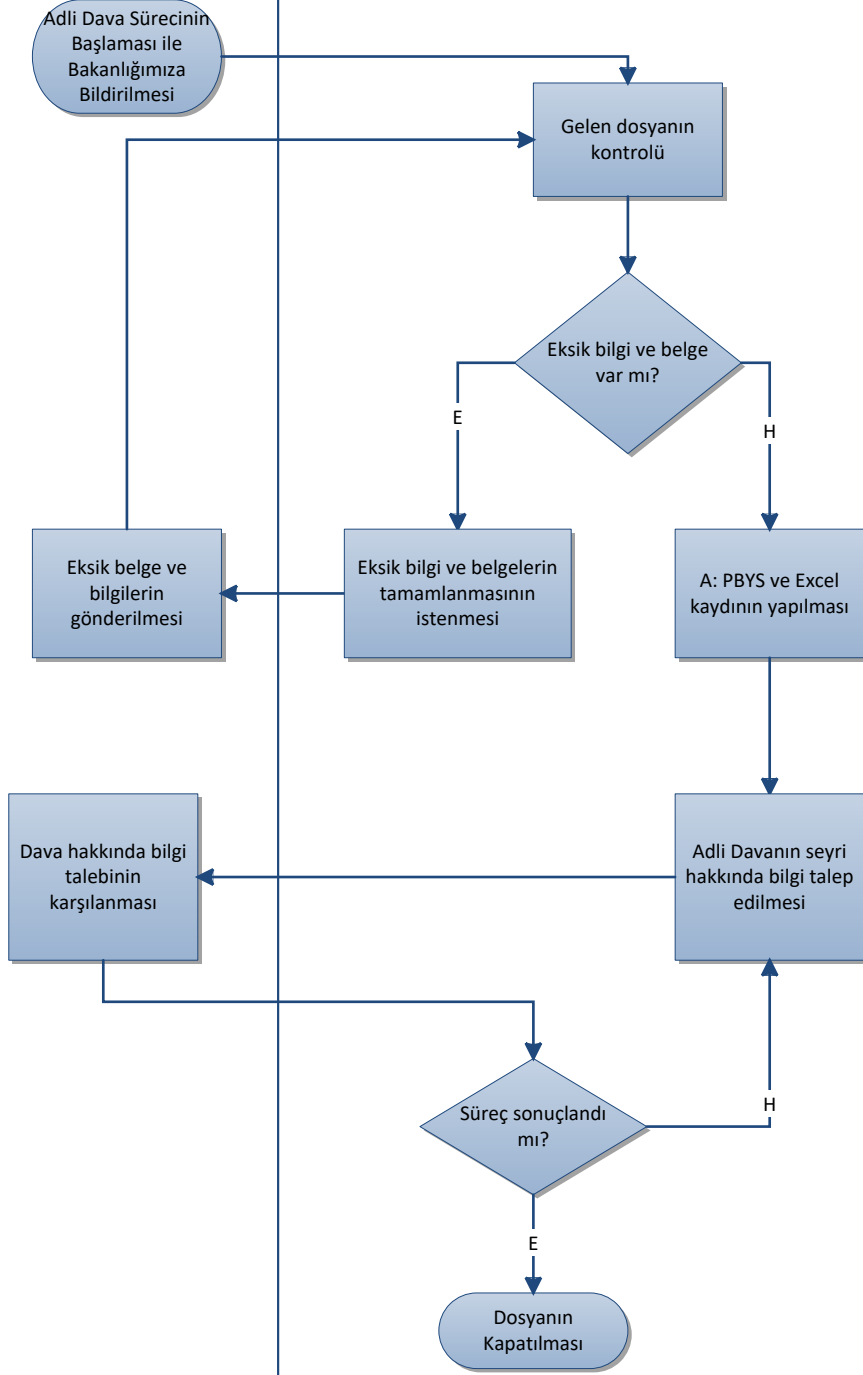 Adli Dava Sürecinin
Başlaması ile
Bakanlığımıza
Bildirilmesi
Gelen dosyanın
kontrolü
Eksik bilgi ve belge
var mı?
E
H
Eksik belge ve
bilgilerin
gönderilmesi
Eksik bilgi ve belgelerin
tamamlanmasının
istenmesi
A: PBYS ve Excel
kaydının yapılması
Dava hakkında bilgi
talebinin
karşılanması
Adli Davanın seyri
hakkında bilgi talep
edilmesi
Süreç sonuçlandı
mı?
H
E
Dosyanın
Kapatılması